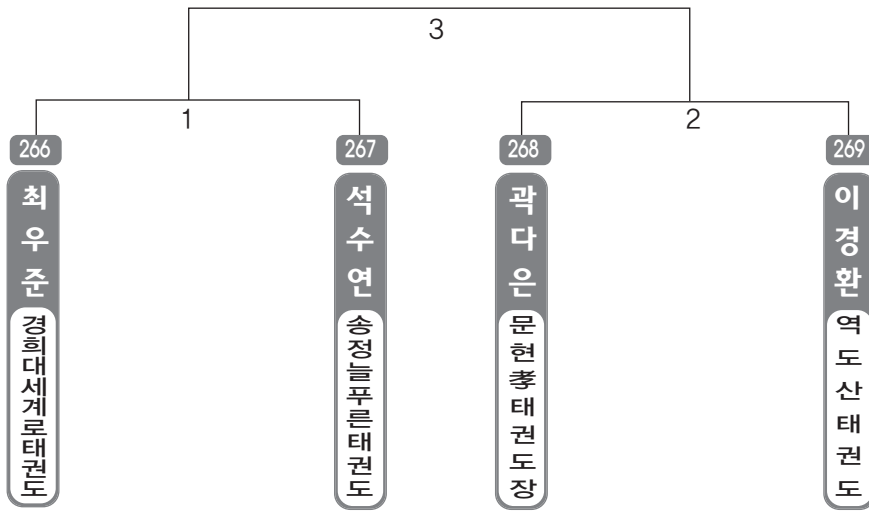 3
1
2
266
267
268
269
최우준
경희대세계로태권도
석수연
송정늘푸른태권도
곽다은
문현孝태권도장
이경환
역도산태권도